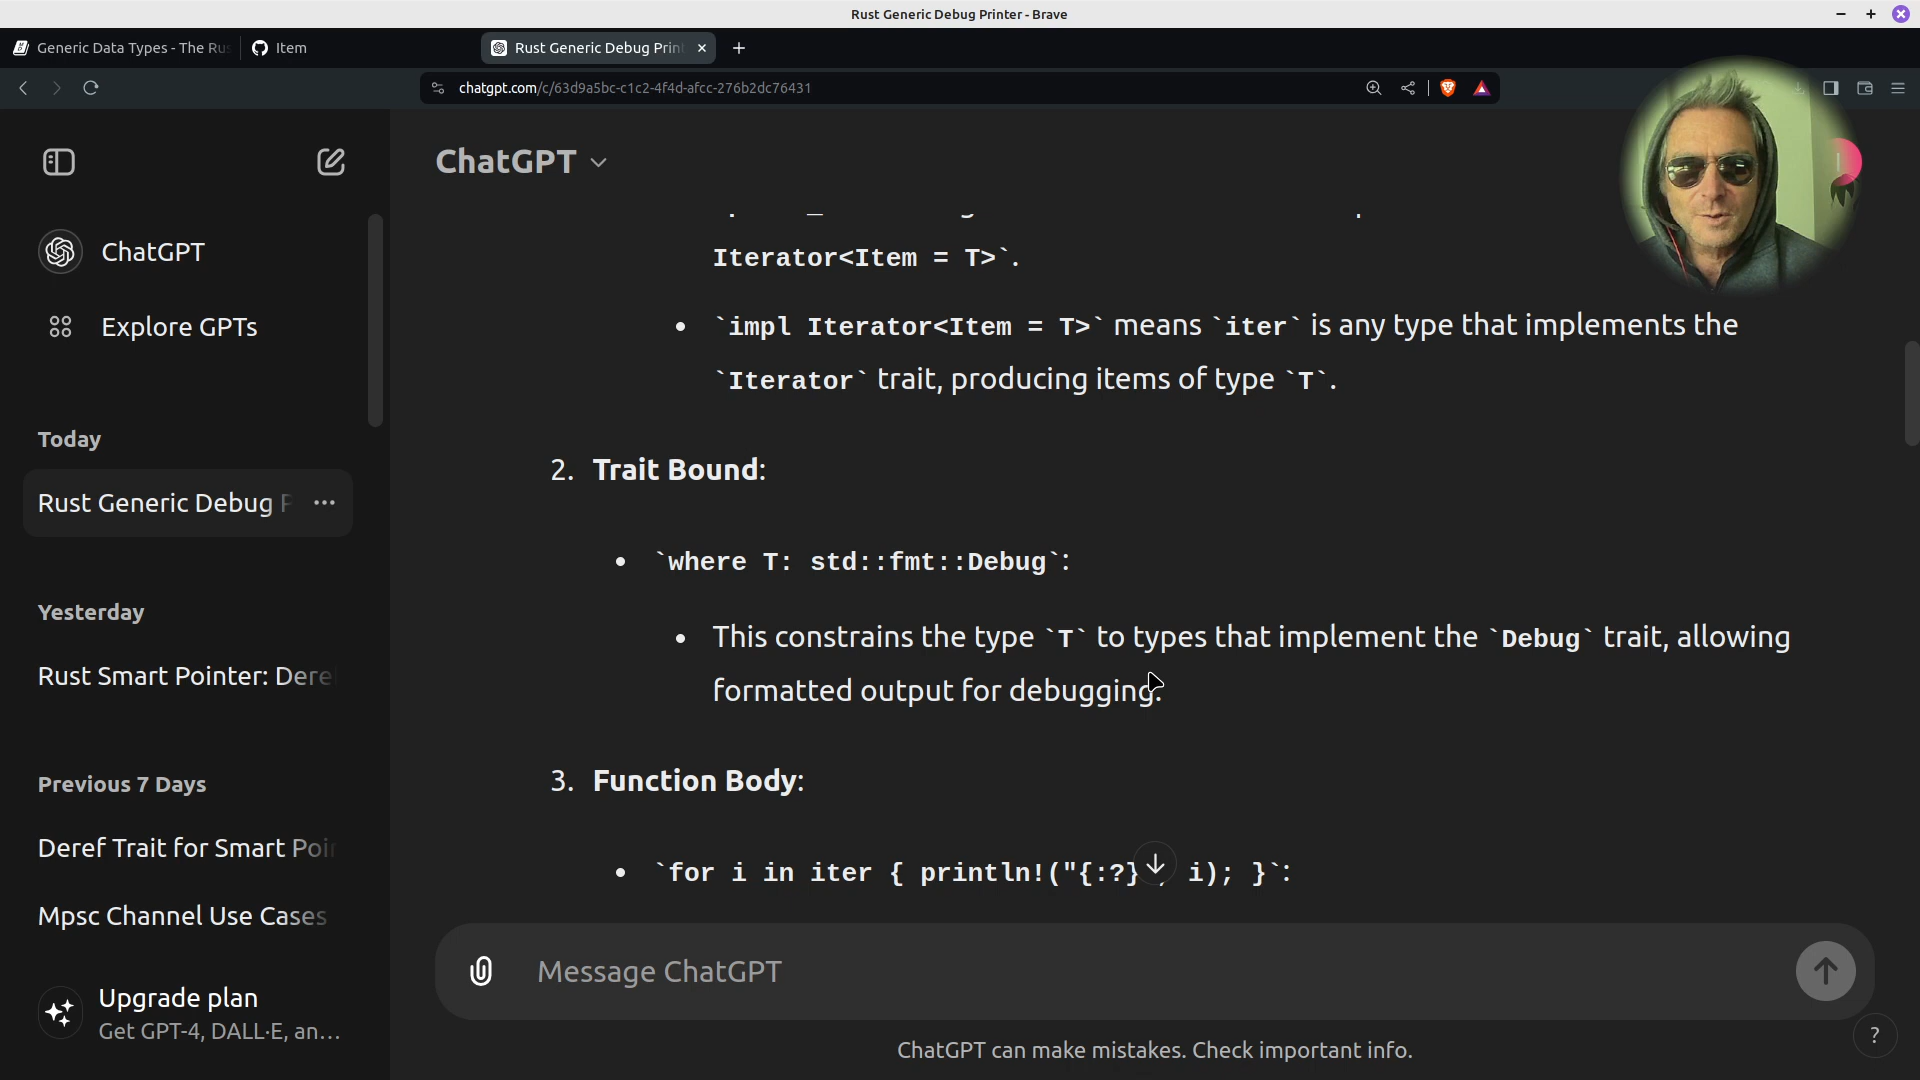 Rust Generic Debug Printer - Brave
Generic Data Types - The Rus
Item
Rust Generic Debug Print
chatgpt.com/c/63d9a5bc-c1c2-4f4d-afcc-276b2dc76431
ChatGPT
ChatGPT
Explore GPTs
Today
Rust Generic Debug P
Yesterday
Rust Smart Pointer: Dere
Previous 7 Days
Deref Trait for Smart Poin
Mpsc Channel Use Cases
Upgrade plan
Get GPT-4, DALL·E, an...
Iterator<Item = T>`.
• `impl Iterator<Item = T>` means `iter` is any type that implements the
`Iterator` trait, producing items of type `T`.
2. Trait Bound:
• `where T: std::fmt::Debug`:
• This constrains the type `T` to types that implement the `Debug` trait, allowing
formatted output for debugging.
3. Function Body:
• `for i in iter { println!("{:?}", i); }`:
Message ChatGPT
ChatGPT can make mistakes. Check important info.
?